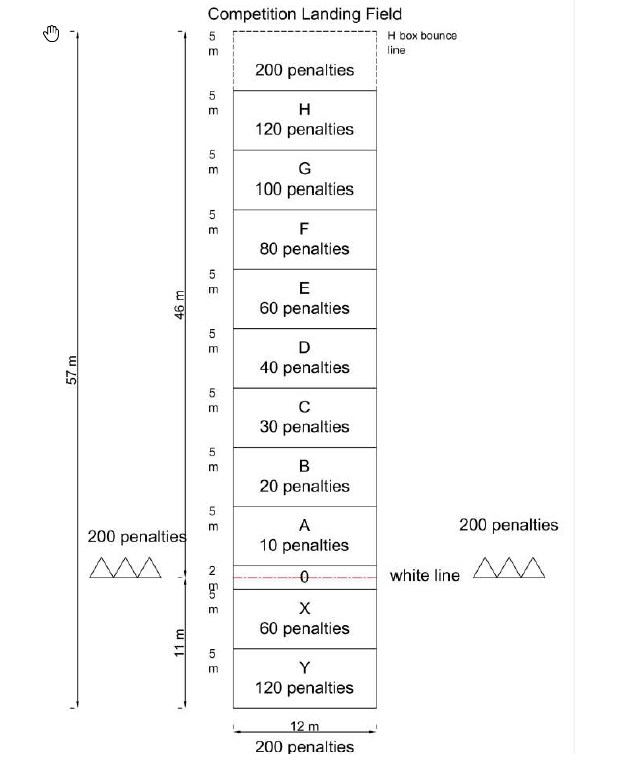 Competition Landing Field
5
m
H box bounce
line
200 penalties
5
m
H
120 penalties
5
m
G
100 penalties
5
m
F
80 penalties
5
m
E
60 penalties
46 m
5
m
D
40 penalties
57 m
5
m
C
30 penalties
5
m
B
20 penalties
5
m
A
10 penalties
200 penalties
200 penalties
2
m
0
white line
5
m
X
60 penalties
11 m
5
m
Y
120 penalties
12 m
200 penalties